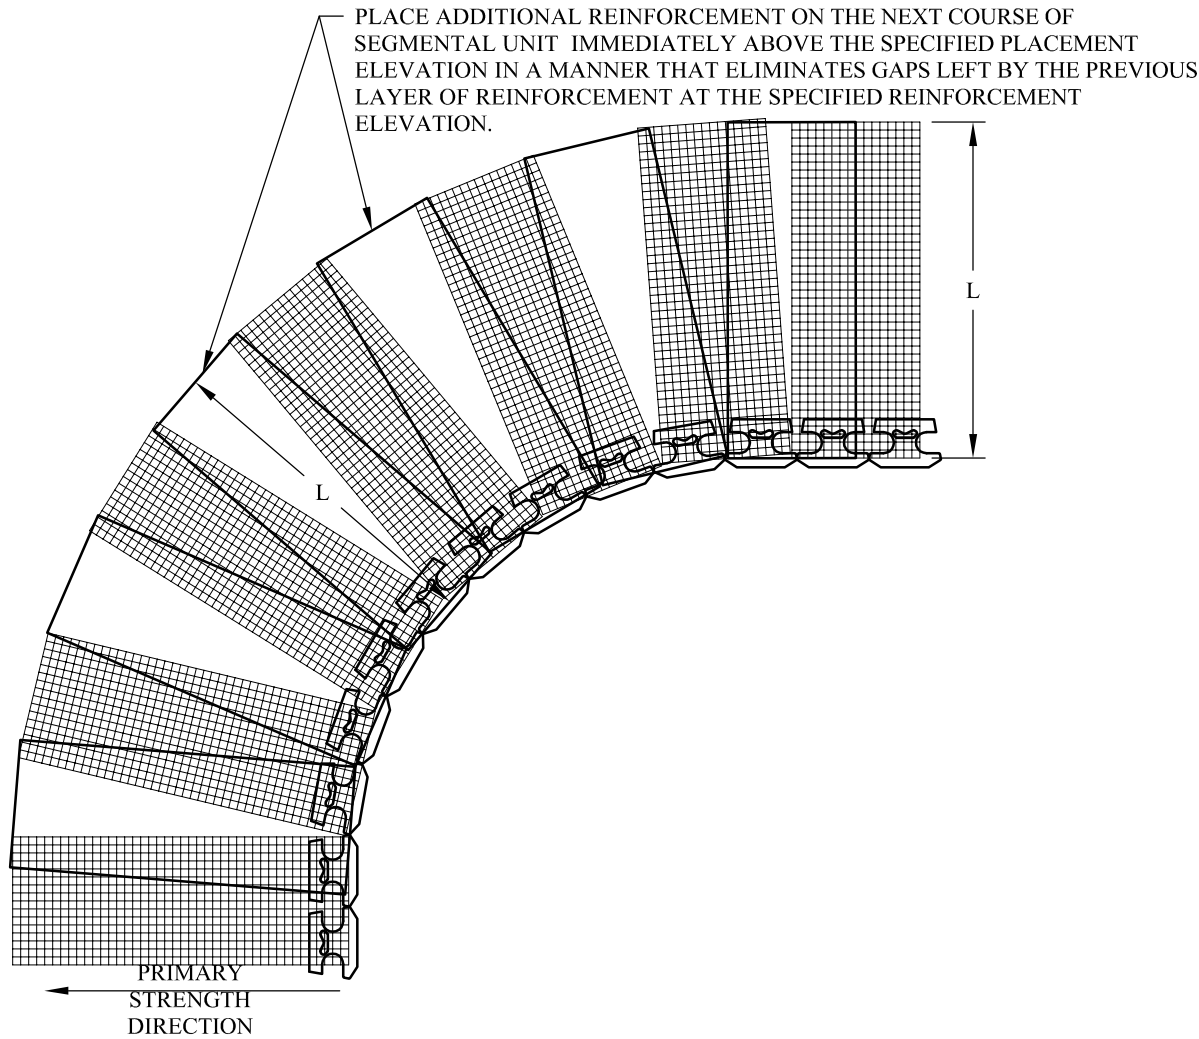 PLACE ADDITIONAL REINFORCEMENT ON THE NEXT COURSE OF
SEGMENTAL UNIT IMMEDIATELY ABOVE THE SPECIFIED PLACEMENT
ELEVATION IN A MANNER THAT ELIMINATES GAPS LEFT BY THE PREVIOUS
LAYER OF REINFORCEMENT AT THE SPECIFIED REINFORCEMENT
ELEVATION.
L
L
PRIMARY
STRENGTH
DIRECTION